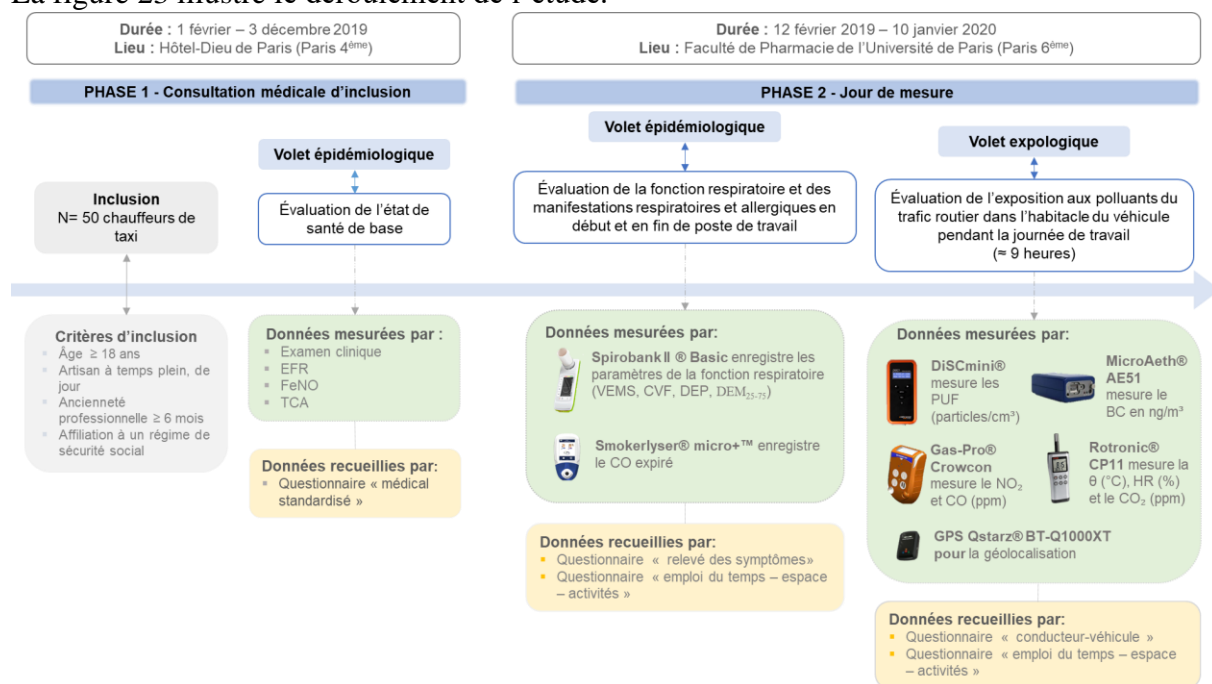 La figure 23 illustre le déroulement de l'étude.
Durée : 1 février – 3 décembre 2019
Lieu : Hôtel-Dieu de Paris (Paris 4ème)
Durée : 12 février 2019 – 10 janvier 2020
Lieu : Faculté de Pharmacie de l'Université de Paris (Paris 6ème)
PHASE 1 - Consultation médicale d'inclusion
PHASE 2 - Jour de mesure
Volet épidémiologique
Volet épidémiologique
Volet expologique
Inclusion
N= 50 chauffeurs de
taxi
Évaluation de l'état de
santé de base
Évaluation de la fonction respiratoire et des
manifestations respiratoires et allergiques en
début et en fin de poste de travail
Évaluation de l'exposition aux polluants du
trafic routier dans l'habitacle du véhicule
pendant la journée de travail
(≈ 9 heures)
Critères d'inclusion
▪ Âge ≥ 18 ans
▪ Artisan à temps plein, de
jour
▪ Ancienneté
professionnelle ≥ 6 mois
▪ Affiliation à un régime de
sécurité social
Données mesurées par :
▪ Examen clinique
▪ EFR
▪ FeNO
▪ TCA
Données recueillies par:
▪ Questionnaire « médical
standardisé »
Données mesurées par:
Spirobank II ® Basic enregistre les
paramètres de la fonction respiratoire
(VEMS, CVF, DEP, DEM25-75)
Smokerlyser® micro+™ enregistre
le CO expiré
Données recueillies par:
▪ Questionnaire « relevé des symptômes»
▪ Questionnaire « emploi du temps – espace
– activités »
Données mesurées par:
DiSCmini®
mesure les
PUF
(particles/cm³)
MicroAeth®
AE51
mesure le
BC en ng/m³
Gas-Pro®
Crowcon
mesure le NO₂
et CO (ppm)
Rotronic®
CP11 mesure la
θ (°C), HR (%)
et le CO₂ (ppm)
GPS Qstarz® BT-Q1000XT
pour la géolocalisation
Données recueillies par:
▪ Questionnaire « conducteur-véhicule »
▪ Questionnaire « emploi du temps – espace
– activités »